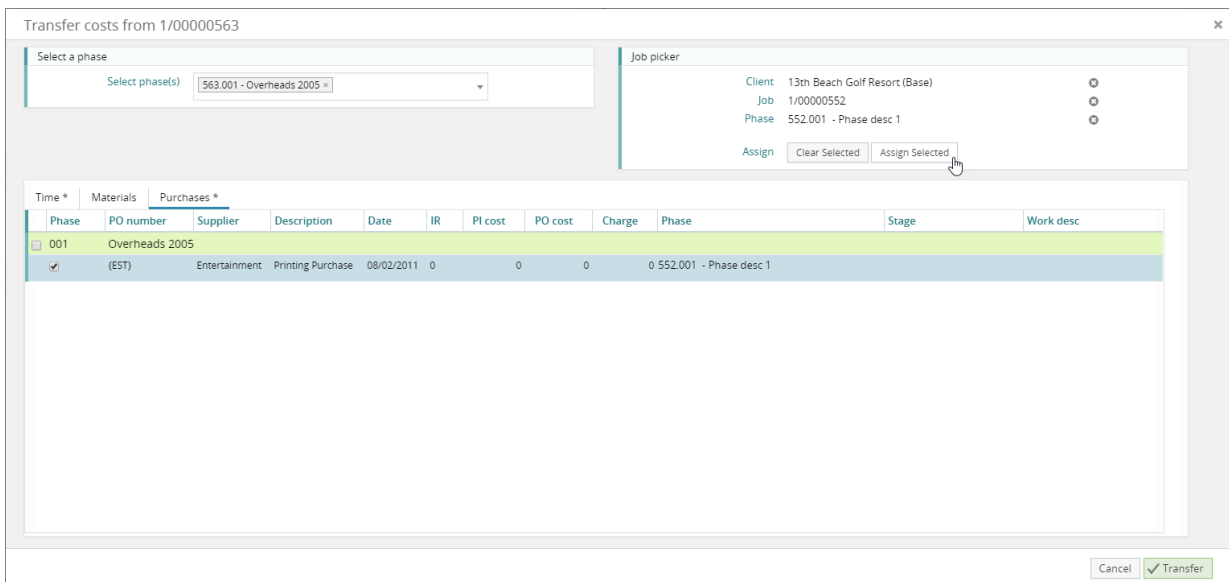 Transfer costs from 1/00000563 ×
Select a phase
Select phase(s) 563.001 - Overheads 2005 ×
Job picker
Client 13th Beach Golf Resort (Base)
Job 1/00000552
Phase 552.001 - Phase desc 1
Assign Clear Selected Assign Selected
Time * Materials Purchases *
Phase PO number Supplier Description Date IR PI cost PO cost Charge Phase Stage Work desc
001 Overheads 2005
{EST} Entertainment Printing Purchase 08/02/2011 0 0 0 0 552.001 - Phase desc 1
Cancel Transfer